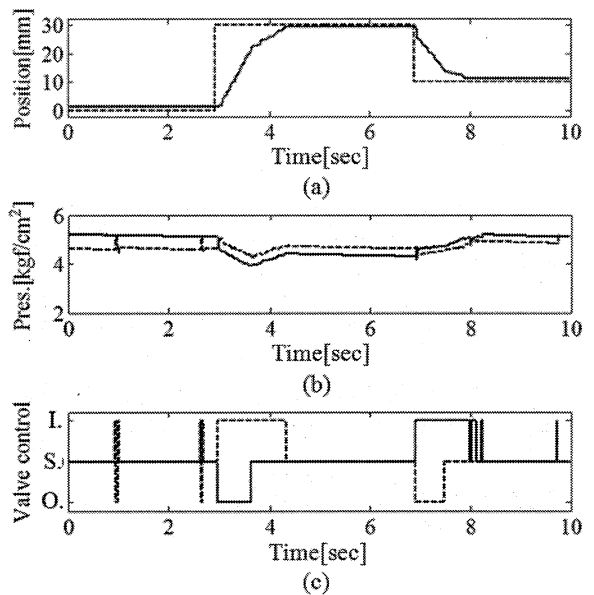 Position[mm]
30
20
10
0
0 2 4 6 8 10
Time[sec]
(a)
Pres.[kgf/cm²]
6
4
2
0 2 4 6 8 10
Time[sec]
(b)
Valve control
I.
S.
O.
0 2 4 6 8 10
Time[sec]
(c)